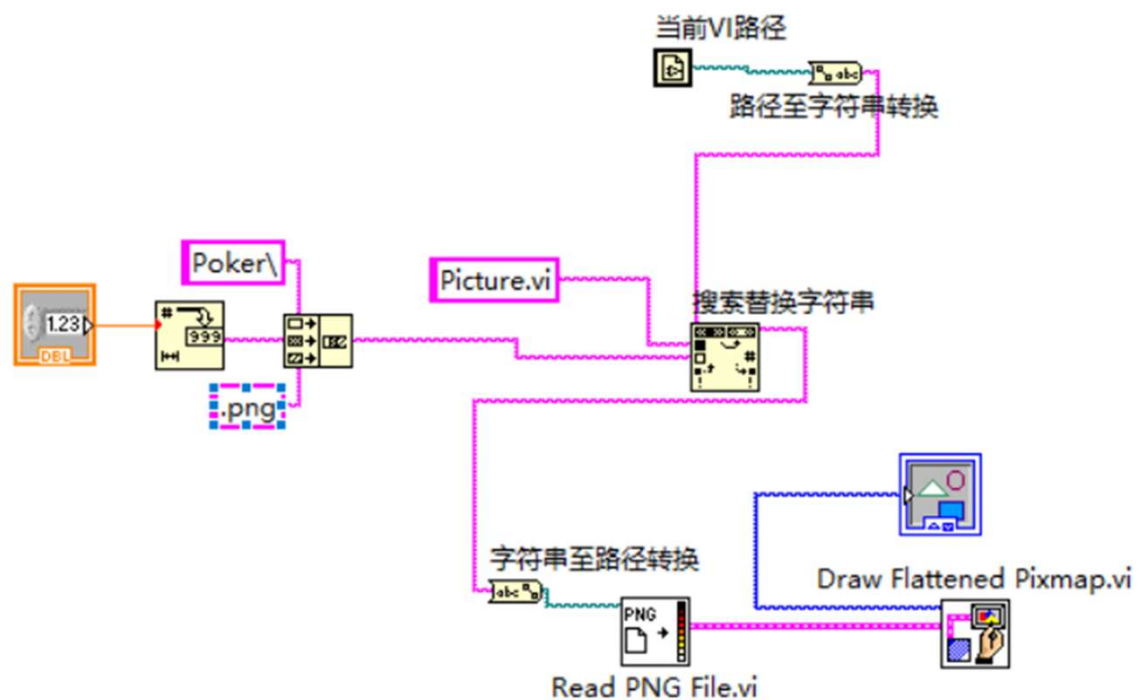 当前VI路径
路径至字符串转换
Poker\
Picture.vi
搜索替换字符串
1.23
DBL
#
999
.png
#
字符串至路径转换
abc
abc
PNG
Draw Flattened Pixmap.vi
Read PNG File.vi